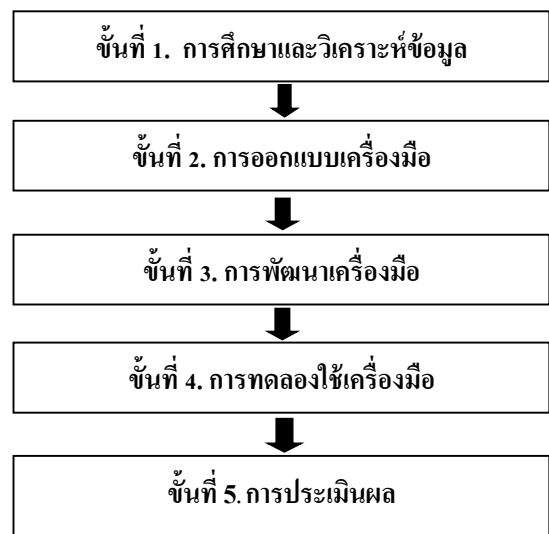 ขั้นที่ 1. การศึกษาและวิเคราะห์ข้อมูล
ขั้นที่ 2. การออกแบบเครื่องมือ
ขั้นที่ 3. การพัฒนาเครื่องมือ
ขั้นที่ 4. การทดลองใช้เครื่องมือ
ขั้นที่ 5. การประเมินผล